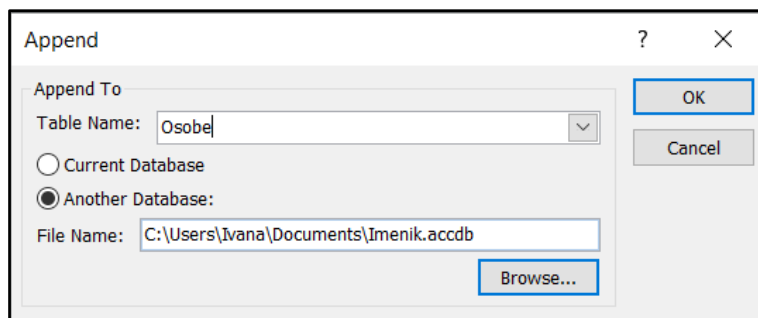 Append ?
Append To
OK
Table Name: Osobe
Cancel
Current Database
Another Database:
File Name: C:\Users\Ivana\Documents\Imenik.accdb
Browse...